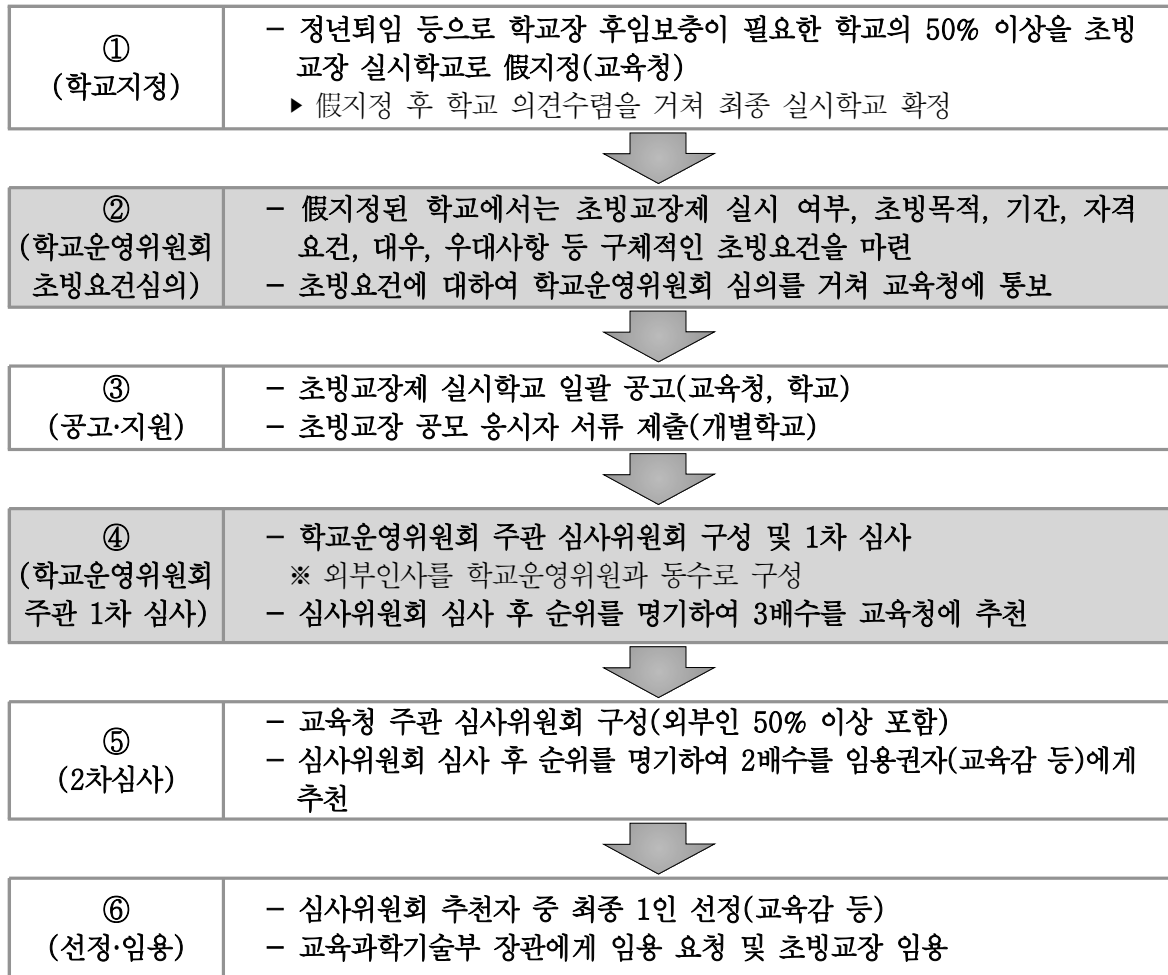 ①
(학교지정)
- 정년퇴임 등으로 학교장 후임보충이 필요한 학교의 50% 이상을 초빙
교장 실시학교로 假지정(교육청)
▶ 假지정 후 학교 의견수렴을 거쳐 최종 실시학교 확정
②
(학교운영위원회
초빙요건심의)
- 假지정된 학교에서는 초빙교장제 실시 여부, 초빙목적, 기간, 자격
요건, 대우, 우대사항 등 구체적인 초빙요건을 마련
- 초빙요건에 대하여 학교운영위원회 심의를 거쳐 교육청에 통보
③
(공고·지원)
- 초빙교장제 실시학교 일괄 공고(교육청, 학교)
- 초빙교장 공모 응시자 서류 제출(개별학교)
④
(학교운영위원회
주관 1차 심사)
- 학교운영위원회 주관 심사위원회 구성 및 1차 심사
※ 외부인사를 학교운영위원과 동수로 구성
- 심사위원회 심사 후 순위를 명기하여 3배수를 교육청에 추천
⑤
(2차심사)
- 교육청 주관 심사위원회 구성(외부인 50% 이상 포함)
- 심사위원회 심사 후 순위를 명기하여 2배수를 임용권자(교육감 등)에게
추천
⑥
(선정·임용)
- 심사위원회 추천자 중 최종 1인 선정(교육감 등)
- 교육과학기술부 장관에게 임용 요청 및 초빙교장 임용